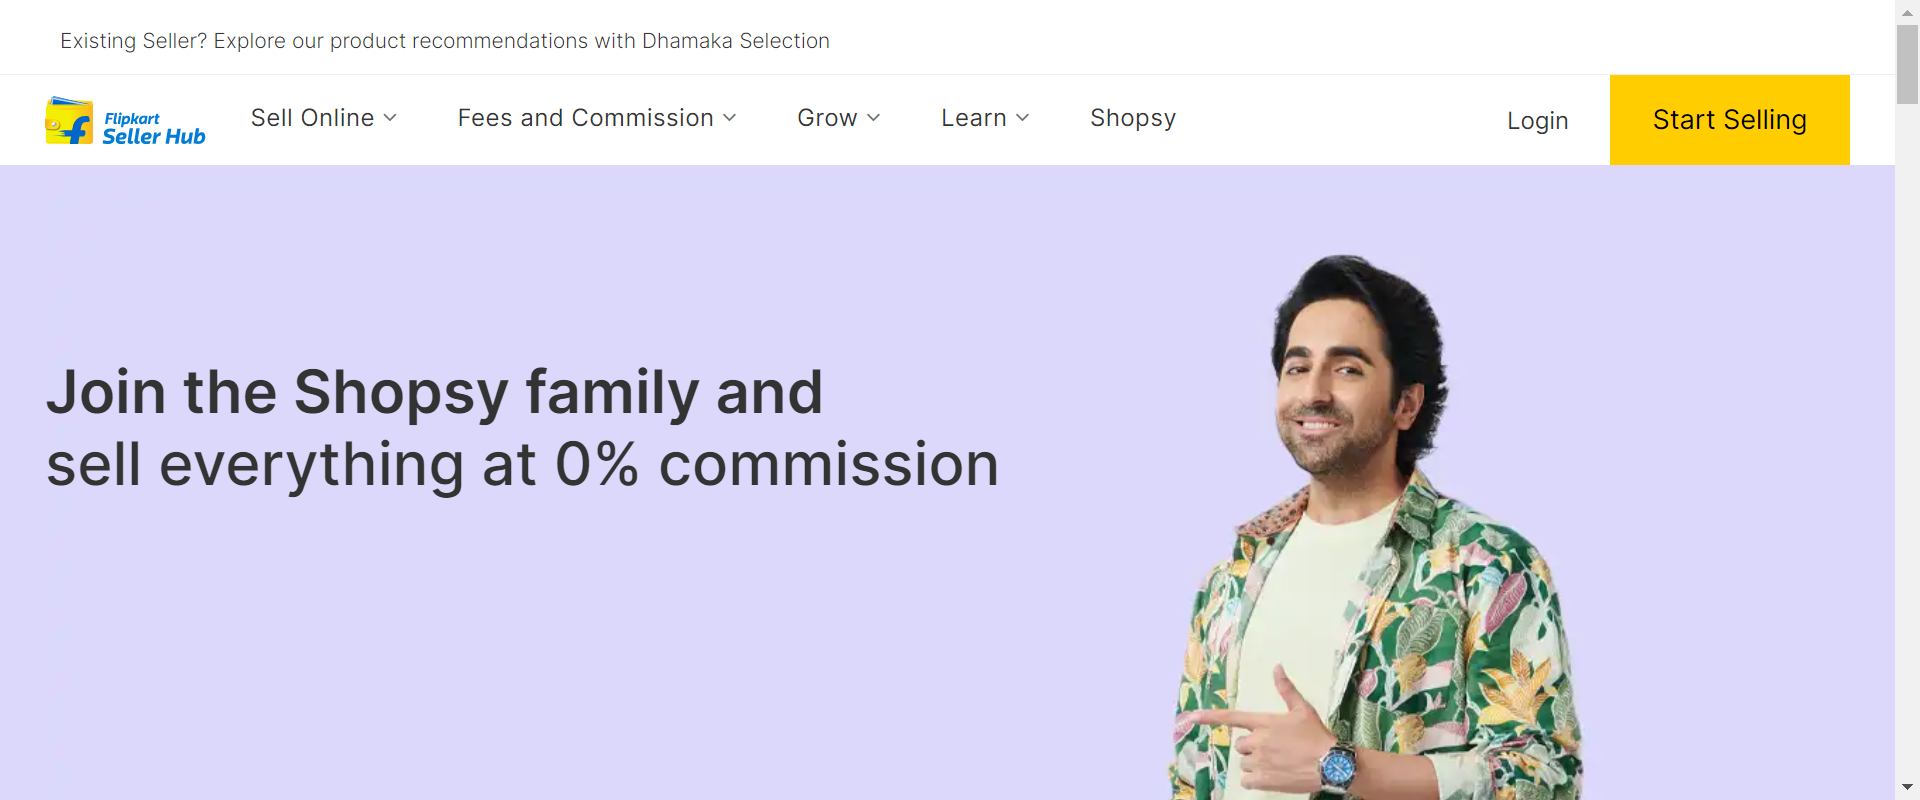 Existing Seller? Explore our product recommendations with Dhamaka Selection
Flipkart
Seller Hub
Sell Online
Fees and Commission
Grow
Learn
Shopsy
Login
Start Selling
Join the Shopsy family and
sell everything at 0% commission